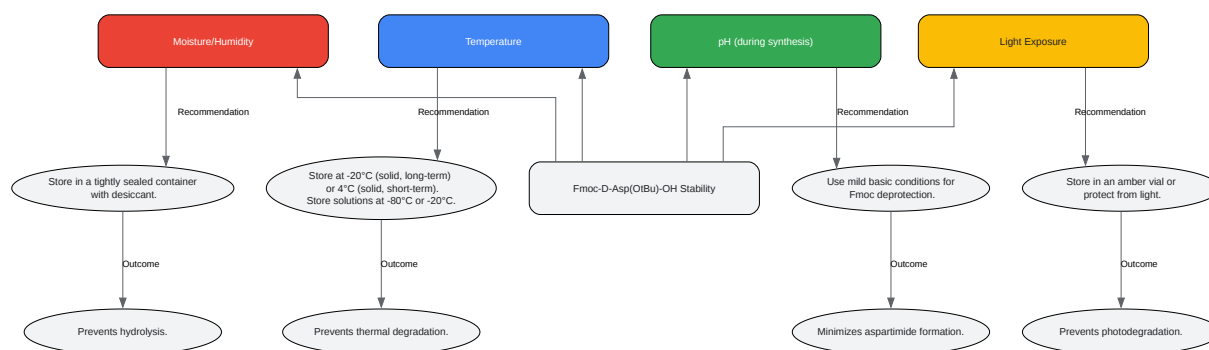 Moisture/Humidity
Temperature
pH (during synthesis)
Light Exposure
Recommendation
Recommendation
Recommendation
Recommendation
Store in a tightly sealed container
with desiccant.
Store at -20°C (solid, long-term)
or 4°C (solid, short-term).
Store solutions at -80°C or -20°C.
Fmoc-D-Asp(OtBu)-OH Stability
Use mild basic conditions for
Fmoc deprotection.
Store in an amber vial or
protect from light.
Outcome
Outcome
Outcome
Outcome
Prevents hydrolysis.
Prevents thermal degradation.
Minimizes aspartimide formation.
Prevents photodegradation.